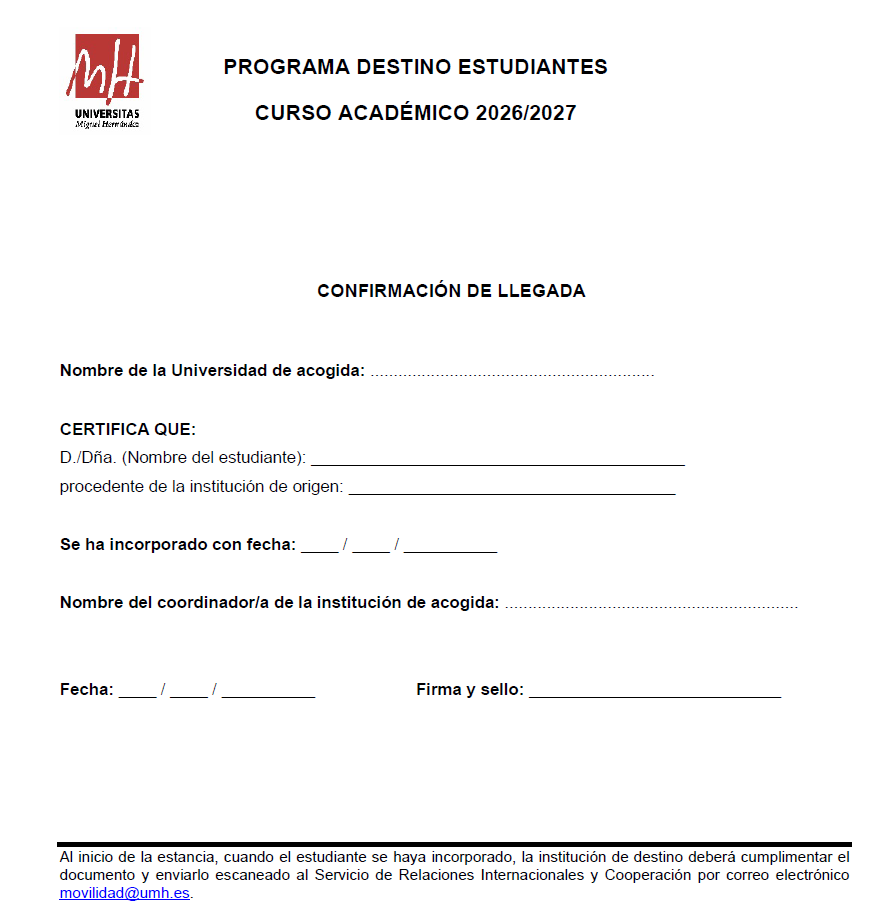 MH
UNIVERSITAS
Miguel Hernández
PROGRAMA DESTINO ESTUDIANTES
CURSO ACADÉMICO 2026/2027
CONFIRMACIÓN DE LLEGADA
Nombre de la Universidad de acogida: .............................................................
CERTIFICA QUE:
D./Dña. (Nombre del estudiante): ________________________________________
procedente de la institución de origen: ___________________________________
Se ha incorporado con fecha: ____ / ____ / __________
Nombre del coordinador/a de la institución de acogida: ...............................................................
Fecha: ____ / ____ / __________ Firma y sello: ___________________________
Al inicio de la estancia, cuando el estudiante se haya incorporado, la institución de destino deberá cumplimentar el
documento y enviarlo escaneado al Servicio de Relaciones Internacionales y Cooperación por correo electrónico
movilidad@umh.es.